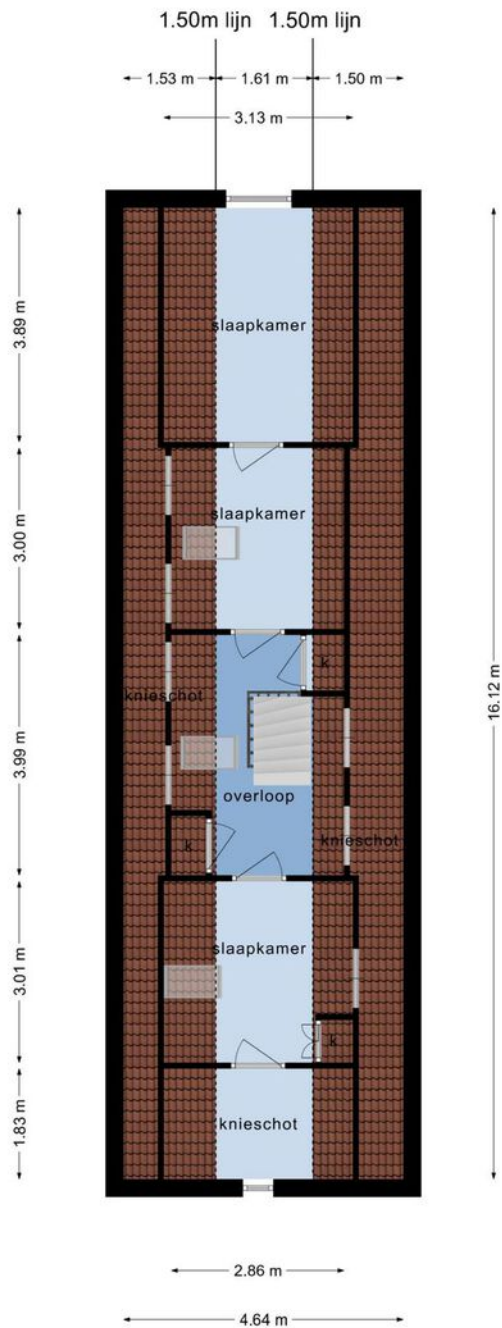 1.50m lijn 1.50m lijn
1.53 m 1.61 m 1.50 m
3.13 m
3.89 m
slaapkamer
3.00 m
slaapkamer
k
3.99 m
knieschot
overloop
16.12 m
k
knieschot
3.01 m
slaapkamer
k
1.83 m
knieschot
2.86 m
4.64 m